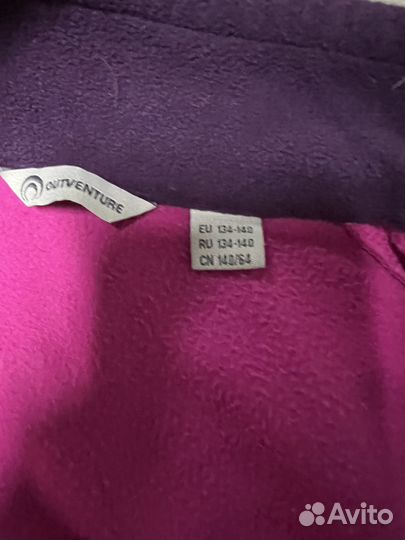 OUTVENTURE
EU 134-140
RU 134-140
CN 140/64
Avito